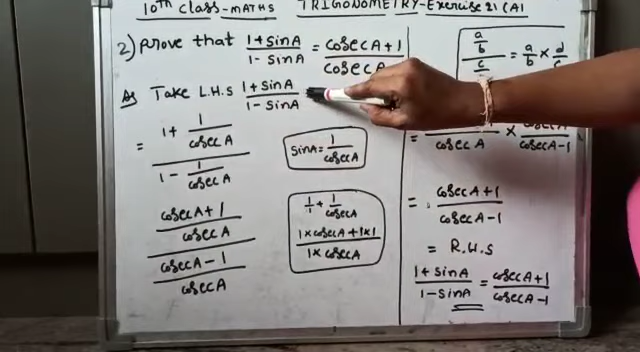 10th class-MATHS TRIGONOMETRY-Exercise 21(A)
2) prove that 1+sinA / 1-sinA = cosecA+1 / cosecA
a/b / c = a/b × d/c
A) Take L.H.S 1+sinA / 1-sinA
= 1+ 1/cosecA / 1- 1/cosecA
sinA = 1/cosecA
cosecA+1 / cosecA
cosecA-1 / cosecA
1/1 + 1/cosecA
1×cosecA+1×1 / 1×cosecA
= cosecA × cosecA-1
= cosecA+1 / cosecA-1
= R.H.S
1+sinA / 1-sinA = cosecA+1 / cosecA-1